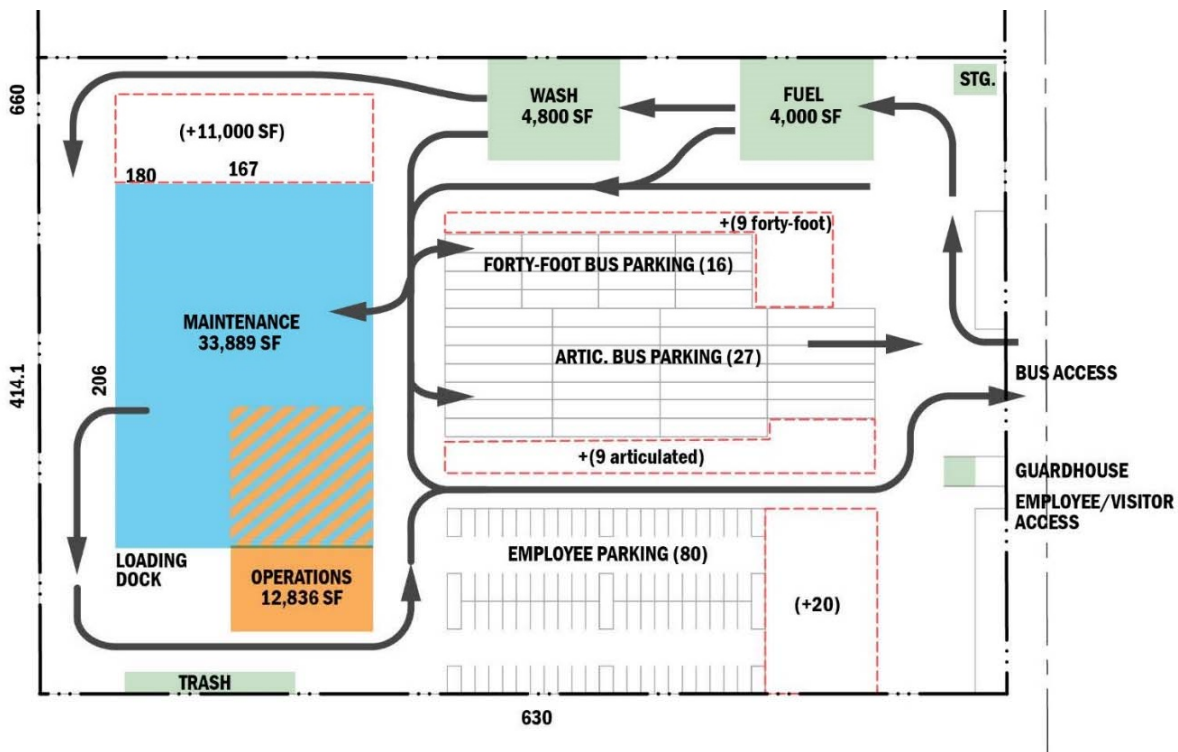 660
WASH
4,800 SF
FUEL
4,000 SF
STG.
(+11,000 SF)
180
167
+(9 forty-foot)
FORTY-FOOT BUS PARKING (16)
MAINTENANCE
33,889 SF
ARTIC. BUS PARKING (27)
BUS ACCESS
414.1
206
+(9 articulated)
GUARDHOUSE
EMPLOYEE/VISITOR
ACCESS
LOADING
DOCK
OPERATIONS
12,836 SF
EMPLOYEE PARKING (80)
(+20)
TRASH
630